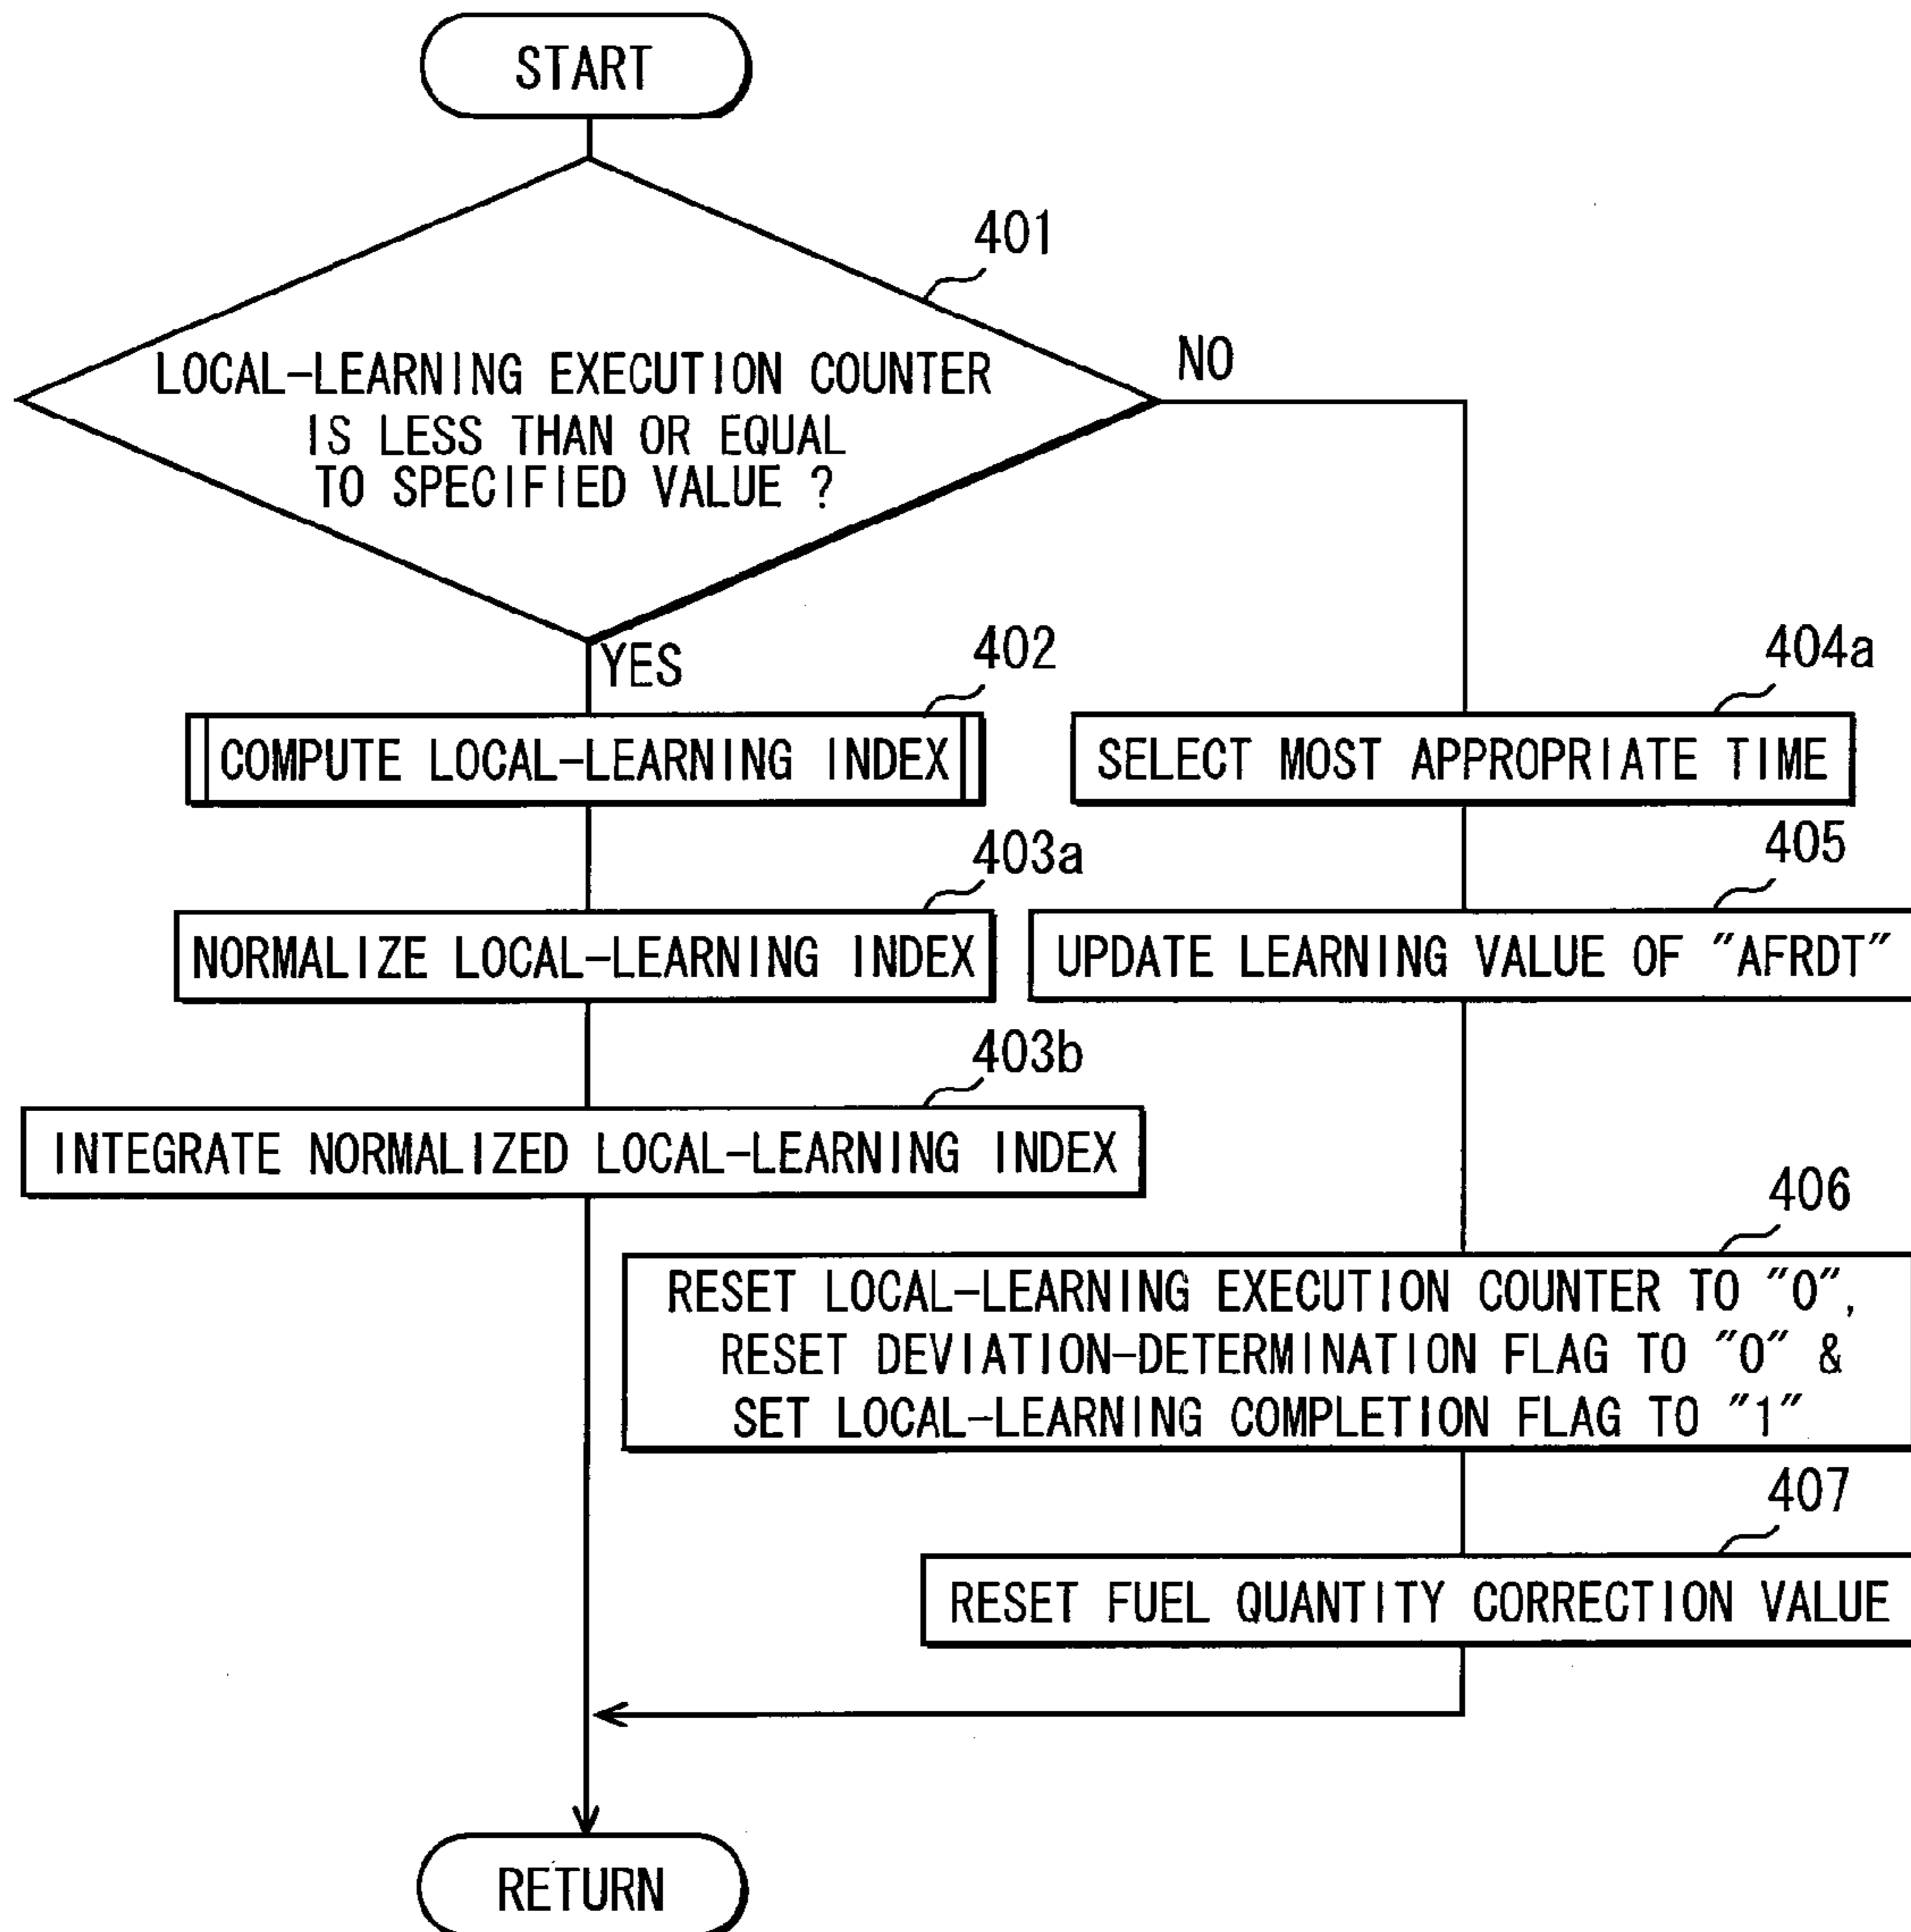 START
401
LOCAL-LEARNING EXECUTION COUNTER
IS LESS THAN OR EQUAL
TO SPECIFIED VALUE ?
NO
YES
402
COMPUTE LOCAL-LEARNING INDEX
404a
SELECT MOST APPROPRIATE TIME
403a
NORMALIZE LOCAL-LEARNING INDEX
405
UPDATE LEARNING VALUE OF "AFRDT"
403b
INTEGRATE NORMALIZED LOCAL-LEARNING INDEX
406
RESET LOCAL-LEARNING EXECUTION COUNTER TO "0",
RESET DEVIATION-DETERMINATION FLAG TO "0" &
SET LOCAL-LEARNING COMPLETION FLAG TO "1"
407
RESET FUEL QUANTITY CORRECTION VALUE
RETURN